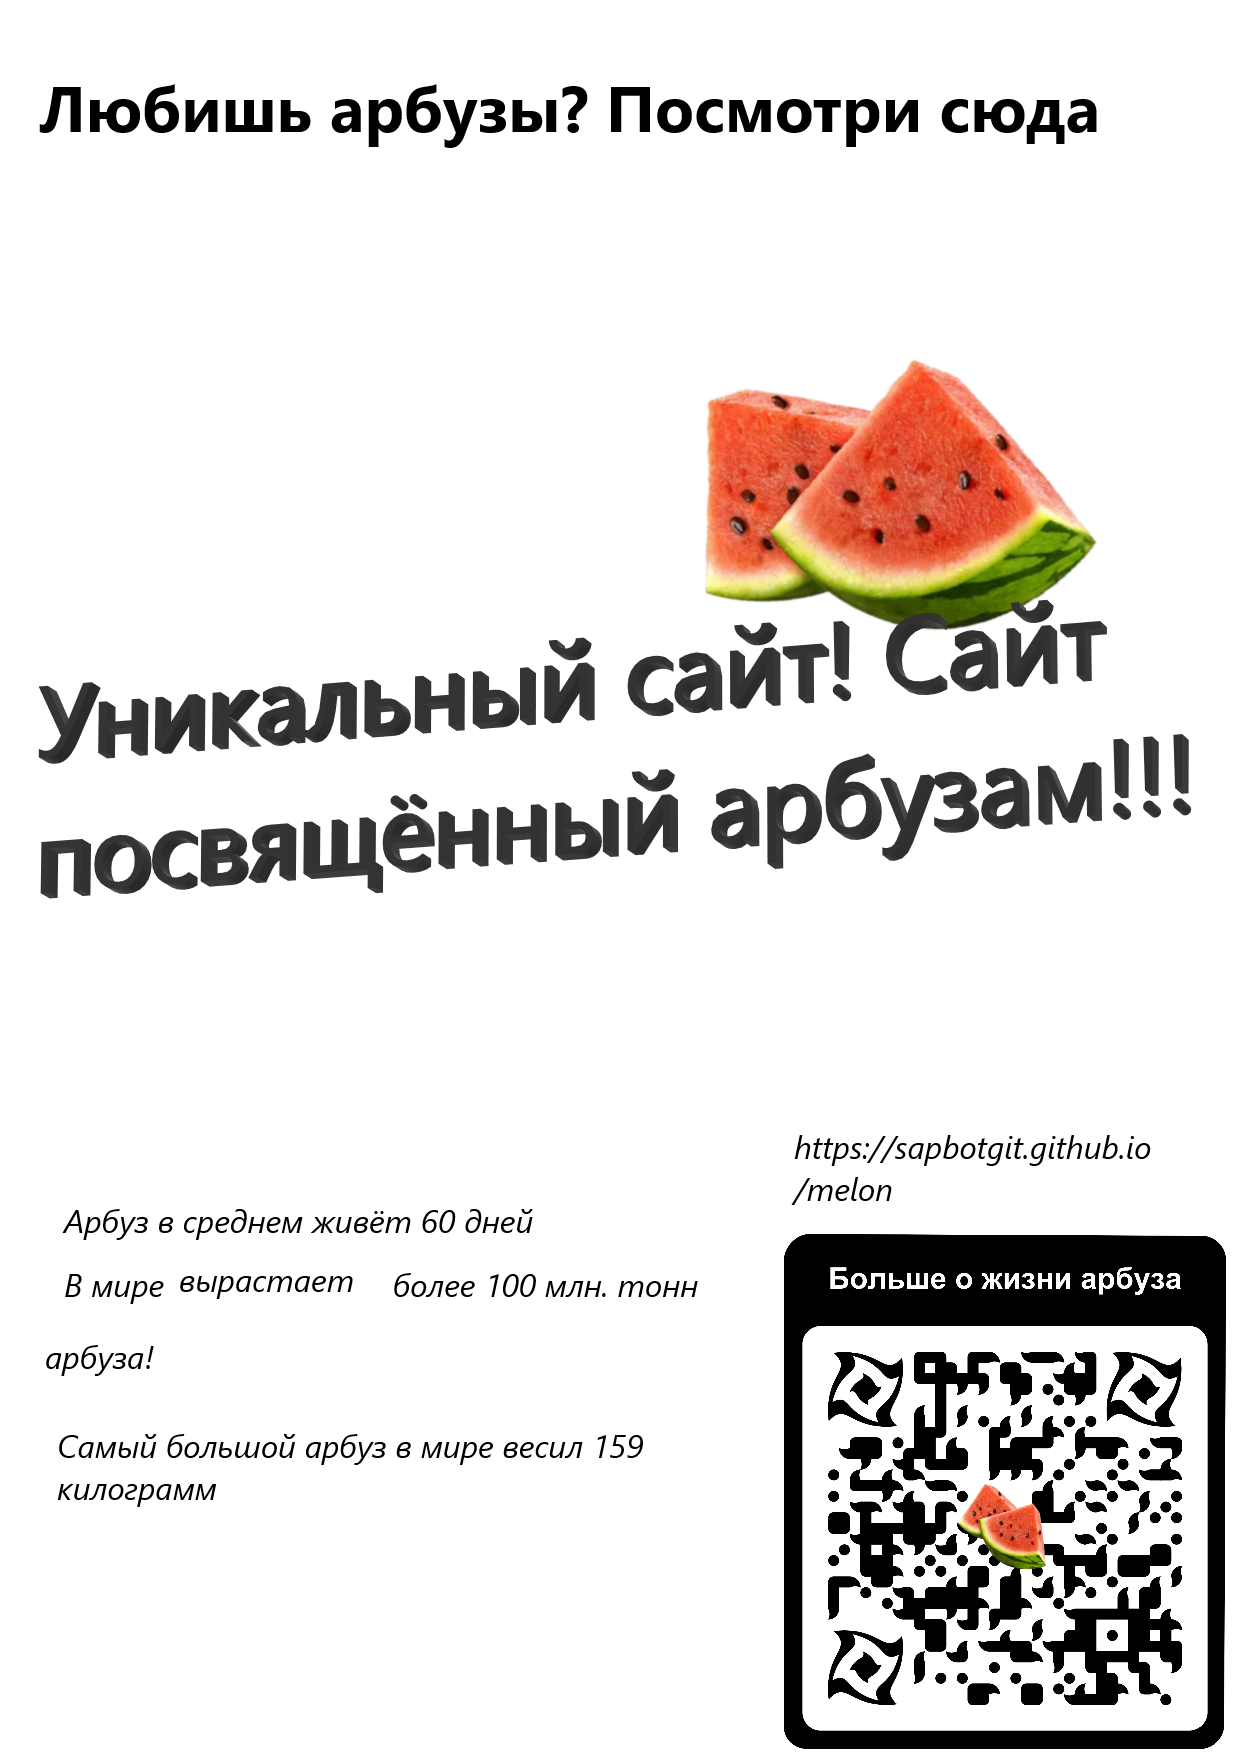 Любишь арбузы? Посмотри сюда
Уникальный сайт! Сайт
посвящённый арбузам!!!
https://sapbotgit.github.io
/melon
Арбуз в среднем живёт 60 дней
В мире вырастает более 100 млн. тонн
арбуза!
Самый большой арбуз в мире весил 159
килограмм
Больше о жизни арбуза